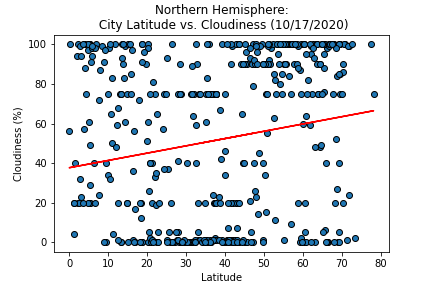 Northern Hemisphere:
City Latitude vs. Cloudiness (10/17/2020)
100
80
60
40
20
0
Cloudiness (%)
0 10 20 30 40 50 60 70 80
Latitude